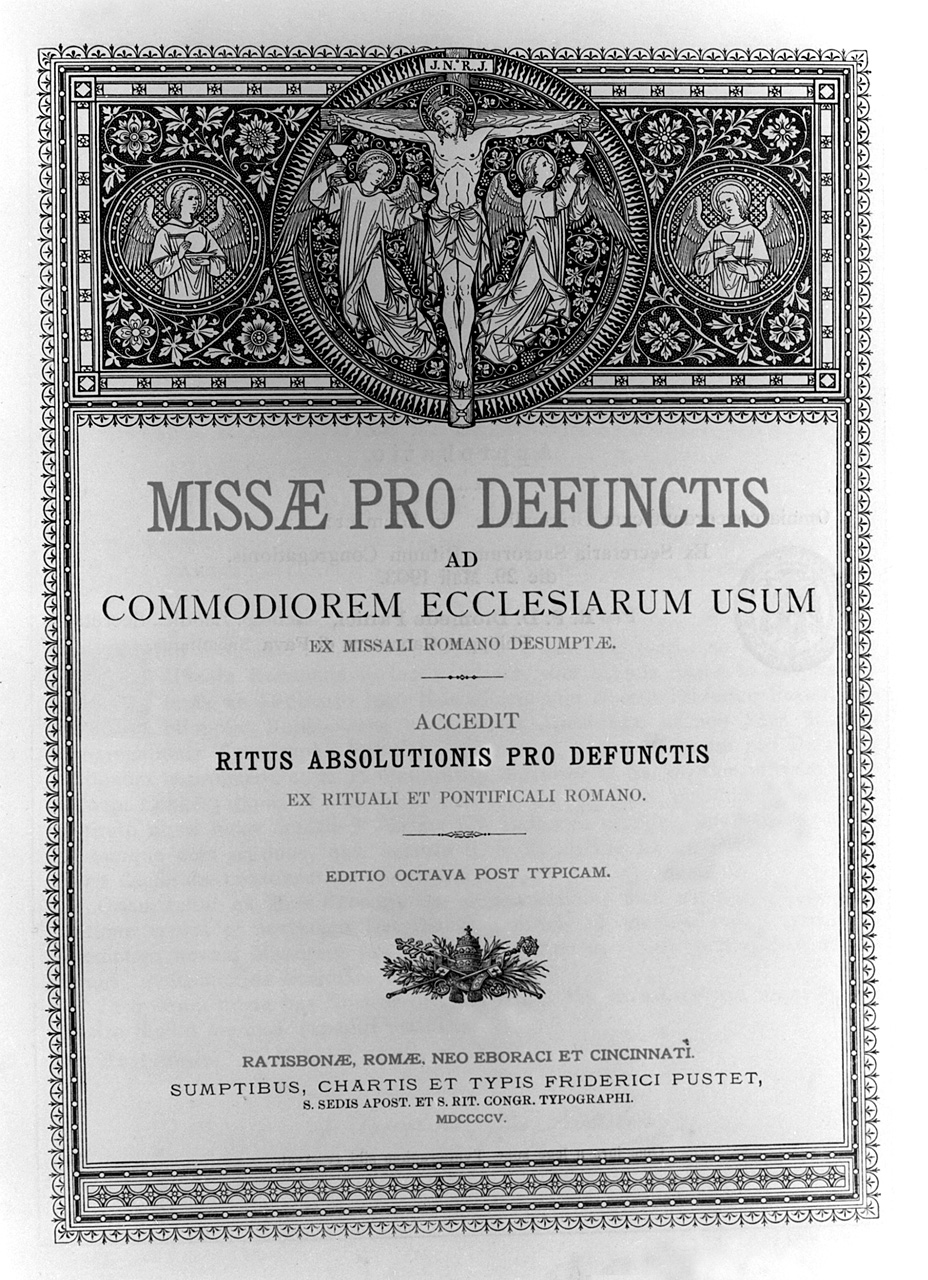 J. N. R. J.
MISSÆ PRO DEFUNCTIS
AD
COMMODIOREM ECCLESIARUM USUM
EX MISSALI ROMANO DESUMPTÆ.
ACCEDIT
RITUS ABSOLUTIONIS PRO DEFUNCTIS
EX RITUALI ET PONTIFICALI ROMANO.
EDITIO OCTAVA POST TYPICAM.
RATISBONÆ, ROMÆ, NEO EBORACI ET CINCINNATI.
SUMPTIBUS, CHARTIS ET TYPIS FRIDERICI PUSTET,
S. SEDIS APOST. ET S. RIT. CONGR. TYPOGRAPHI.
MDCCCCV.